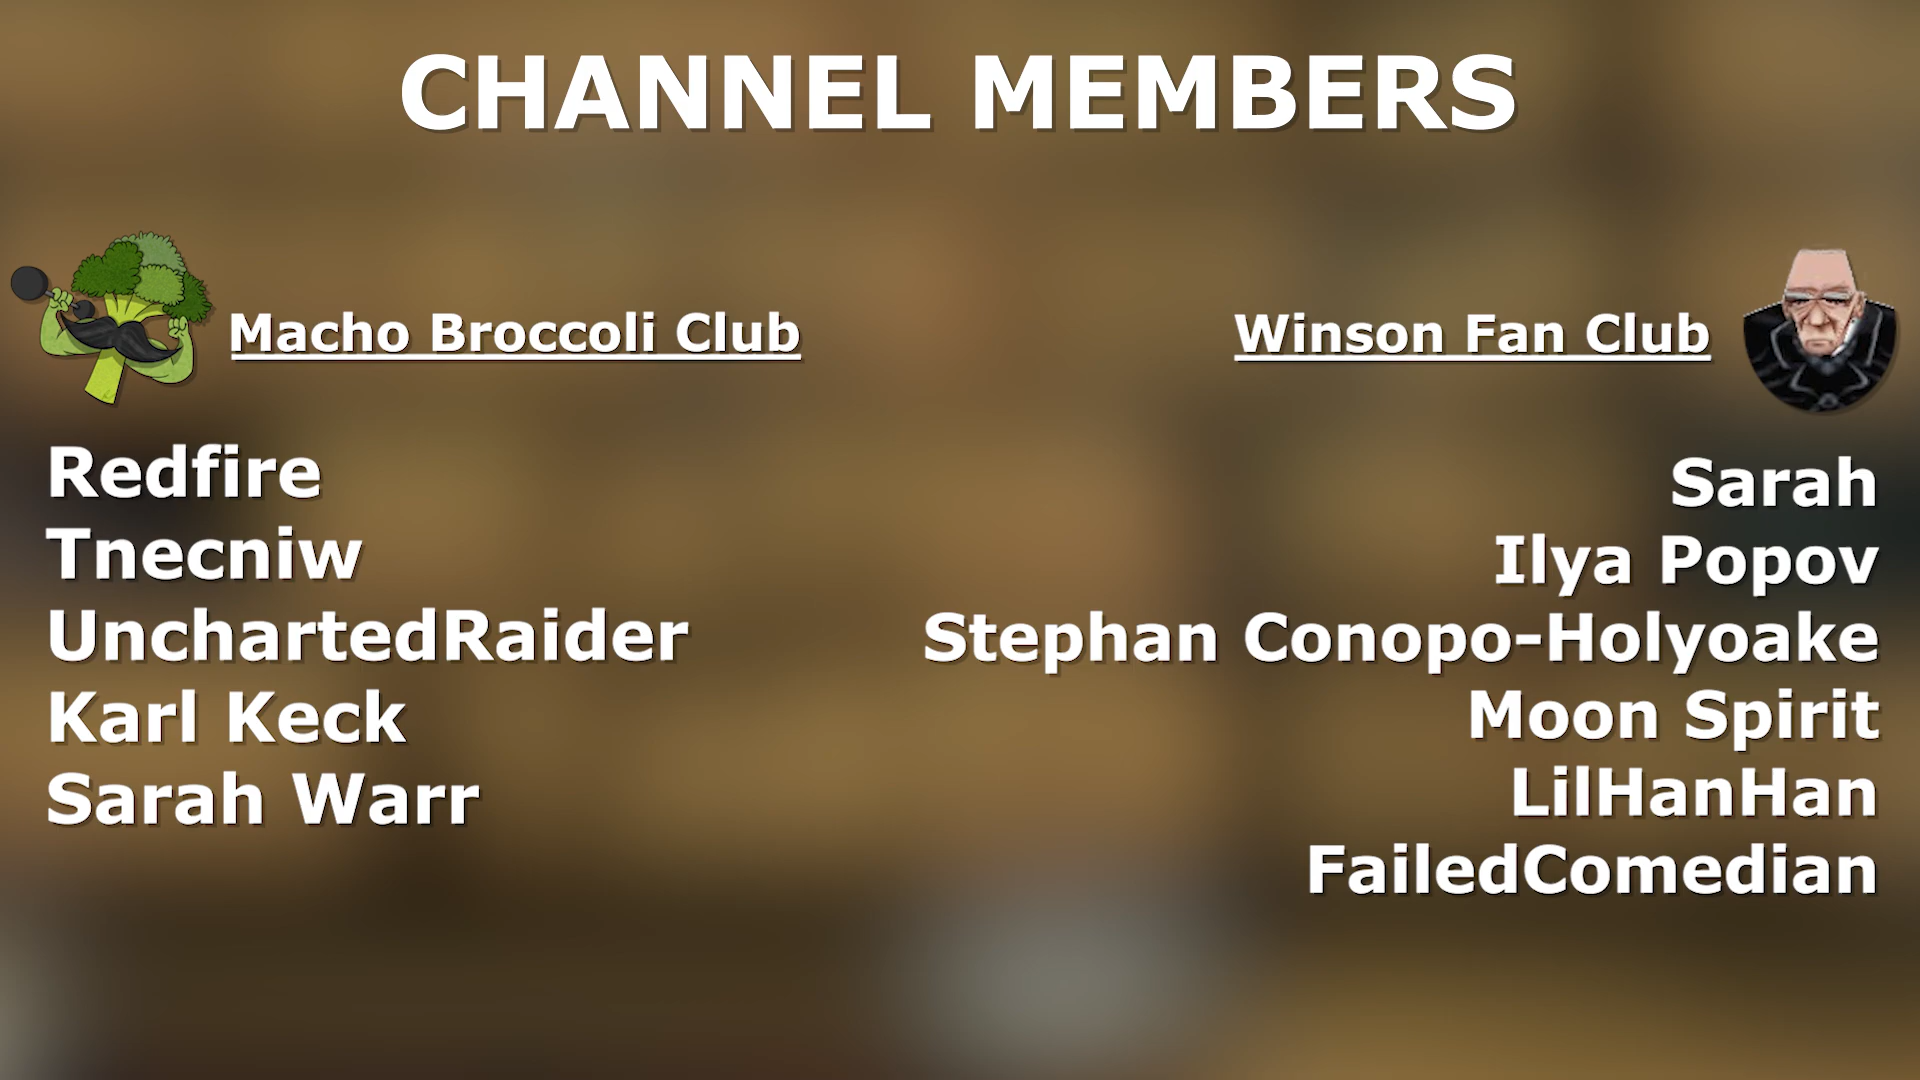 CHANNEL MEMBERS
Macho Broccoli Club
Redfire
Tnecniw
UnchartedRaider
Karl Keck
Sarah Warr
Winson Fan Club
Sarah
Ilya Popov
Stephan Conopo-Holyoake
Moon Spirit
LilHanHan
FailedComedian